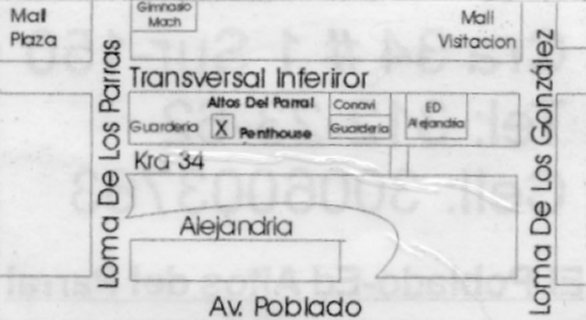 Mall
Plaza
Gimnasio
Mach
Mall
Visitacion
Transversal Inferiror
Loma De Los Parras
Loma De Los González
Altos Del Parral
Guarderia
X
Penthouse
Conavi
Guarderia
ED
Alejandria
Kra 34
Alejandria
Av. Poblado